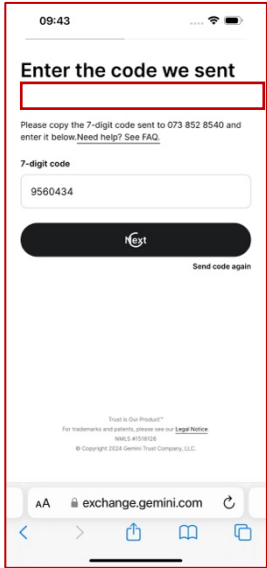 09:43
Enter the code we sent
Please copy the 7-digit code sent to 073 852 8540 and
enter it below. Need help? See FAQ.
7-digit code
9560434
Next
Send code again
Trust is Our Product™
For trademarks and patents, please see our Legal Notice
NMLS #1518126
© Copyright 2024 Gemini Trust Company, LLC.
AA exchange.gemini.com